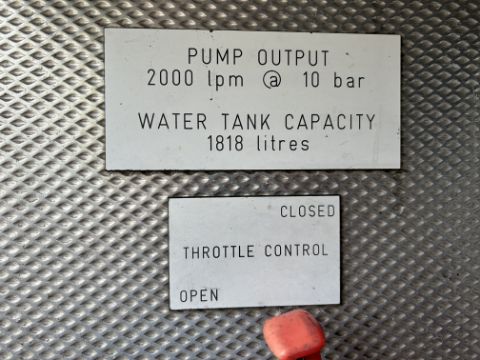 PUMP OUTPUT
2000 lpm @ 10 bar
WATER TANK CAPACITY
1818 litres
CLOSED
THROTTLE CONTROL
OPEN